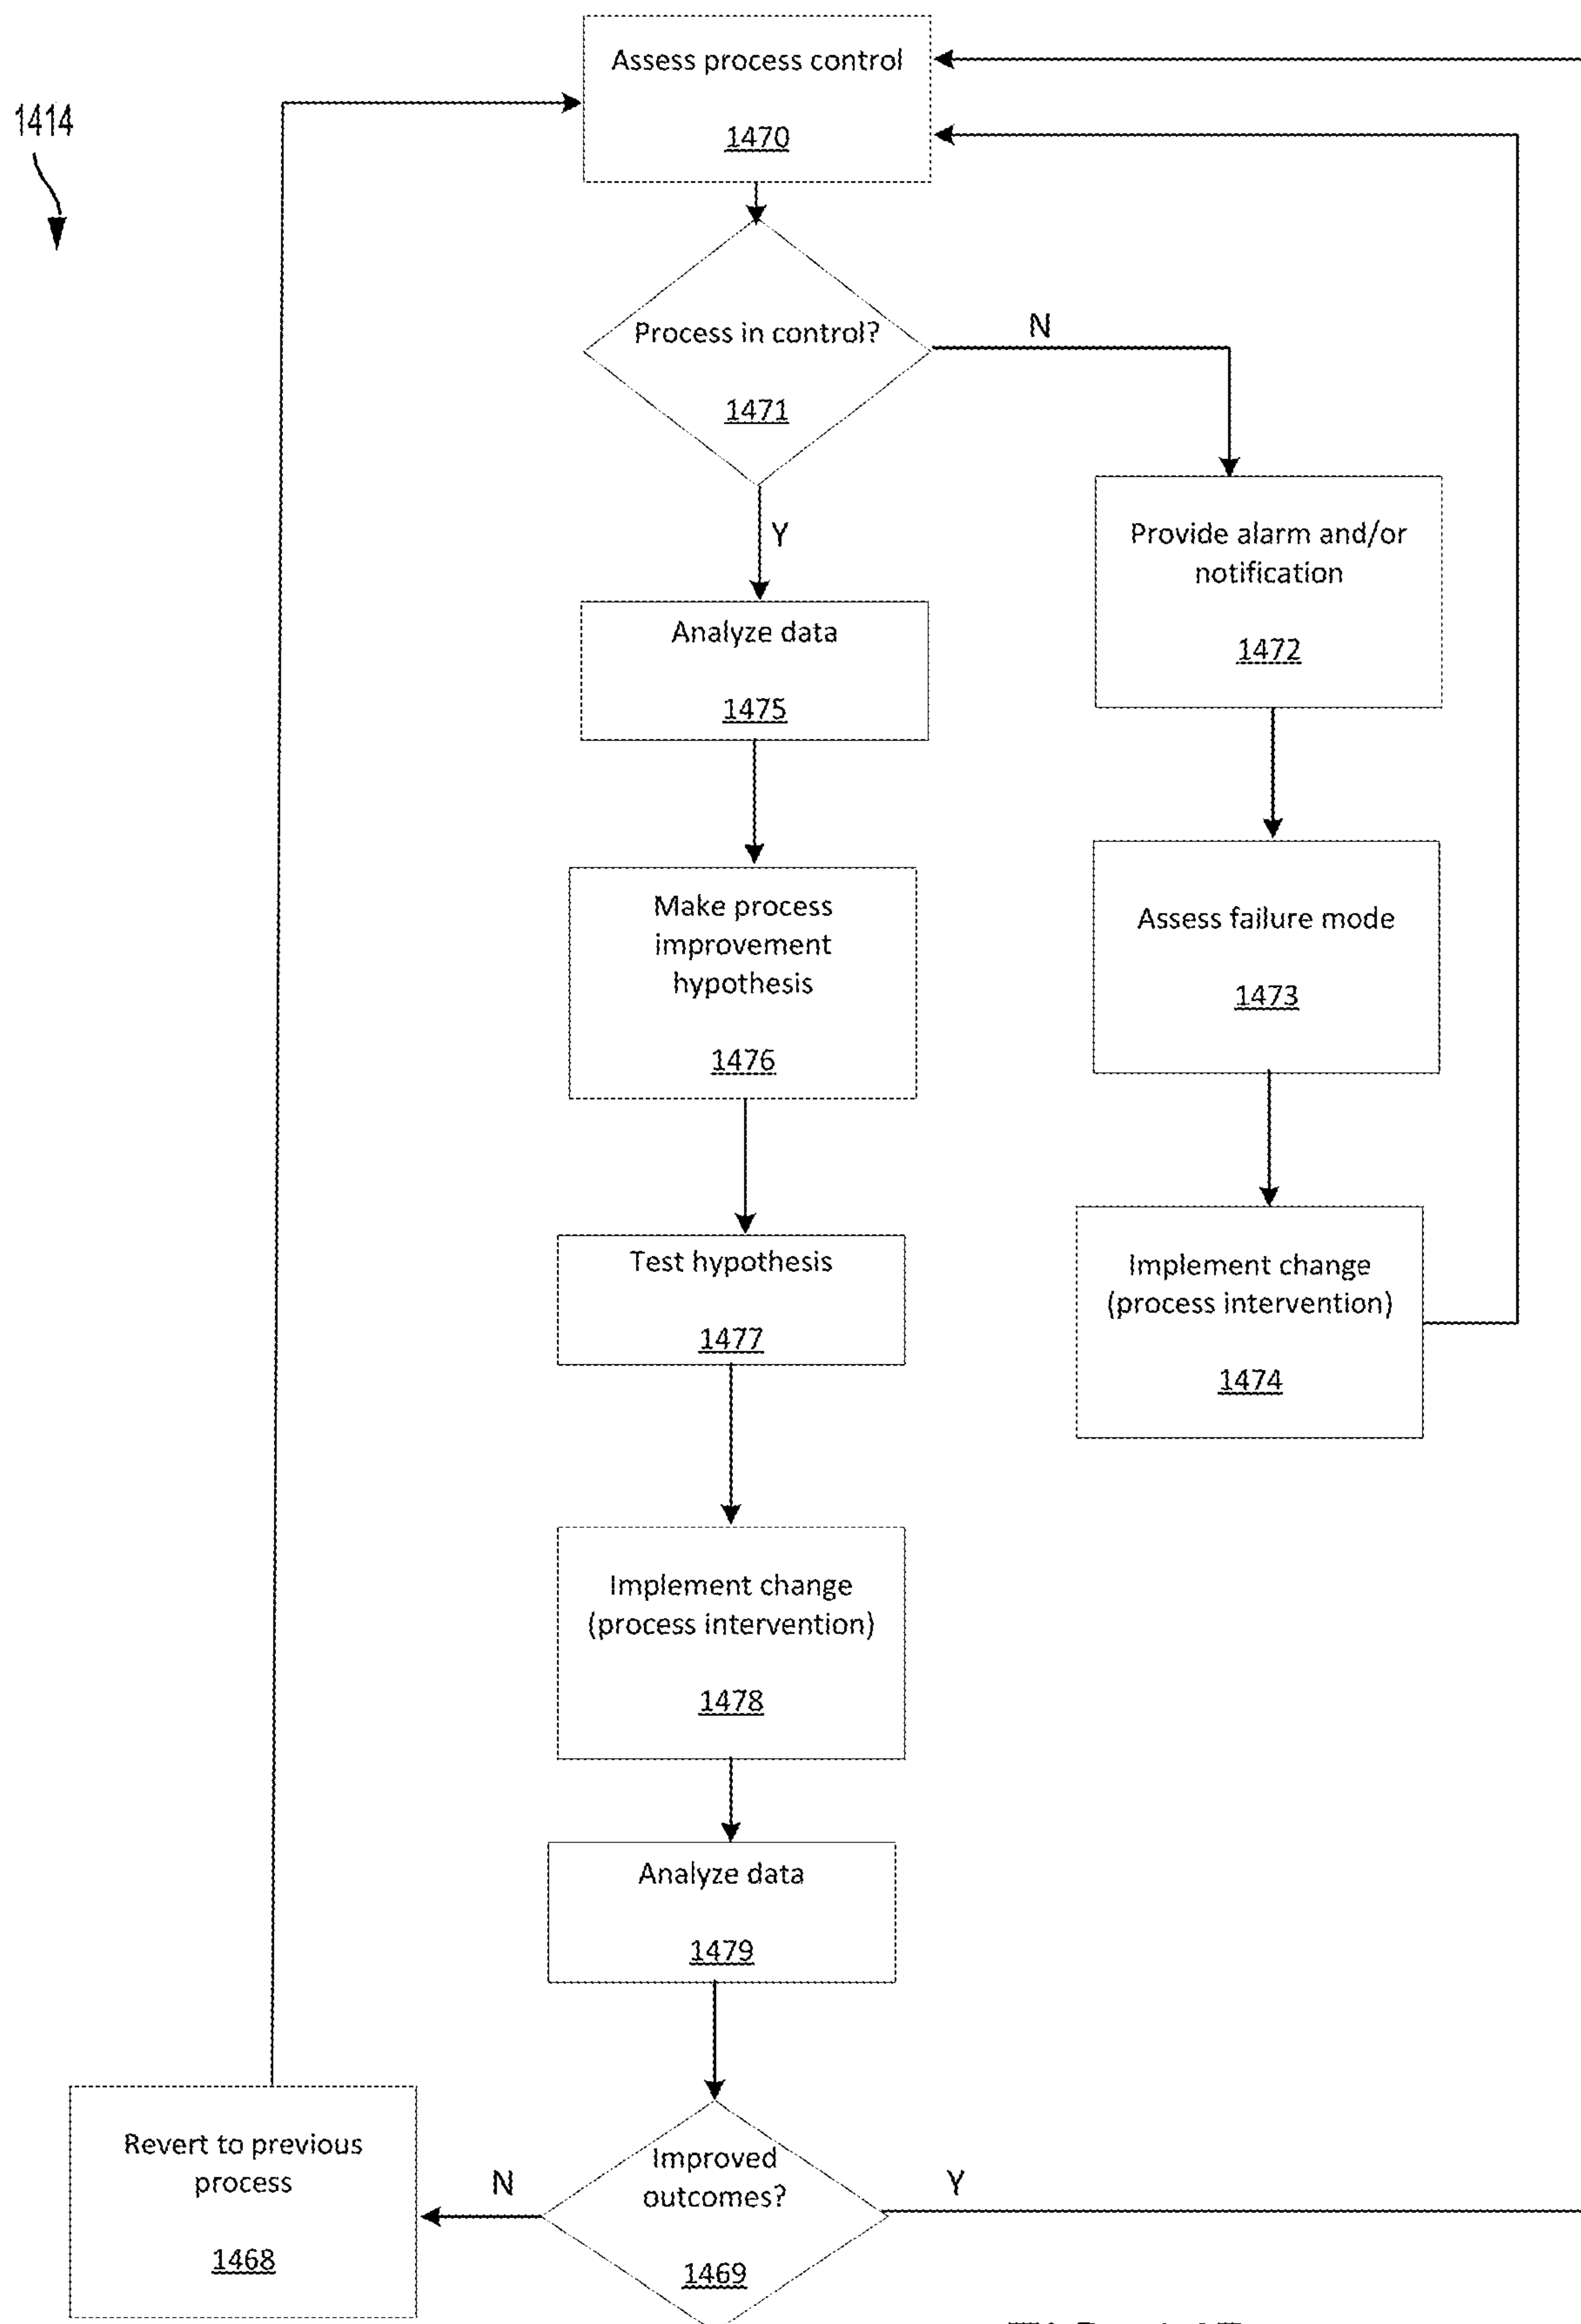 1414
Assess process control
1470
Process in control?
1471
N
Y
Provide alarm and/or
notification
1472
Analyze data
1475
Make process
improvement
hypothesis
1476
Assess failure mode
1473
Test hypothesis
1477
Implement change
(process intervention)
1474
Implement change
(process intervention)
1478
Analyze data
1479
Improved
outcomes?
1469
N
Y
Revert to previous
process
1468